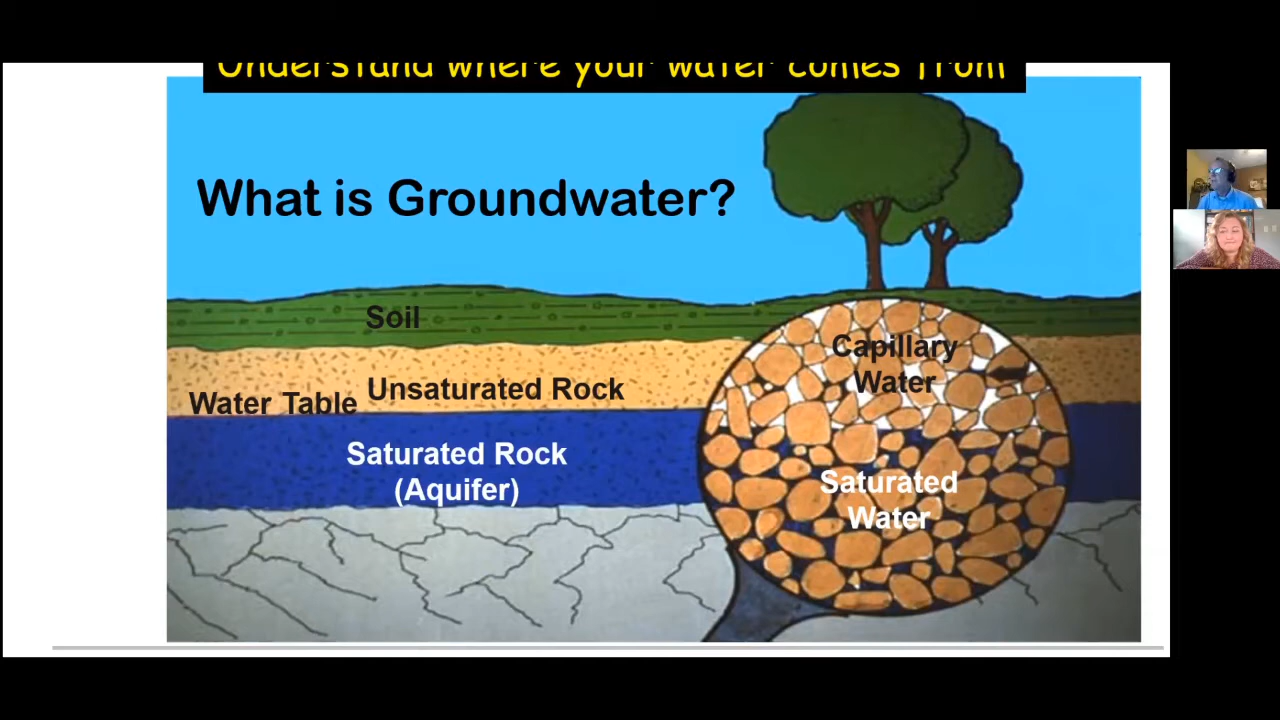 Understand where your water comes from
What is Groundwater?
Soil
Capillary
Water
Unsaturated Rock
Water Table
Saturated Rock
(Aquifer)
Saturated
Water